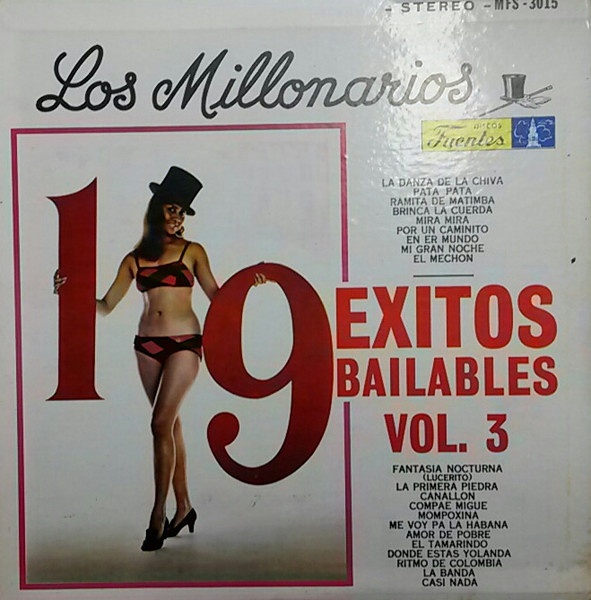 - STEREO - MFS-3015
Los Millonarios
discos
Fuentes
LA DANZA DE LA CHIVA
PATA PATA
RAMITA DE MATIMBA
BRINCA LA CUERDA
MIRA MIRA
POR UN CAMINITO
EN ER MUNDO
MI GRAN NOCHE
EL MECHON
19 EXITOS
BAILABLES
VOL. 3
FANTASIA NOCTURNA
(LUCERITO)
LA PRIMERA PIEDRA
CANALLON
COMPAE MIGUE
MOMPOXINA
ME VOY PA LA HABANA
AMOR DE POBRE
EL TAMARINDO
DONDE ESTAS YOLANDA
RITMO DE COLOMBIA
LA BANDA
CASI NADA